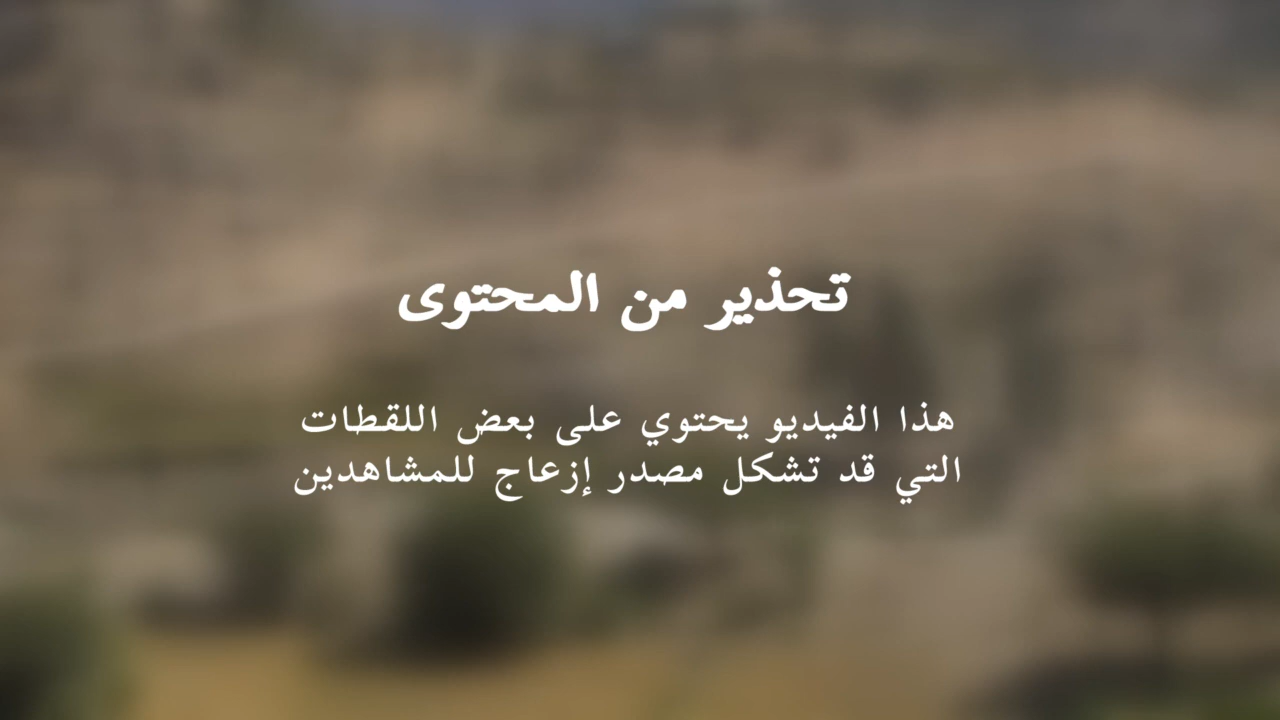 تحذير من المحتوى
هذا الفيديو يحتوي على بعض اللقطات
التي قد تشكل مصدر إزعاج للمشاهدين